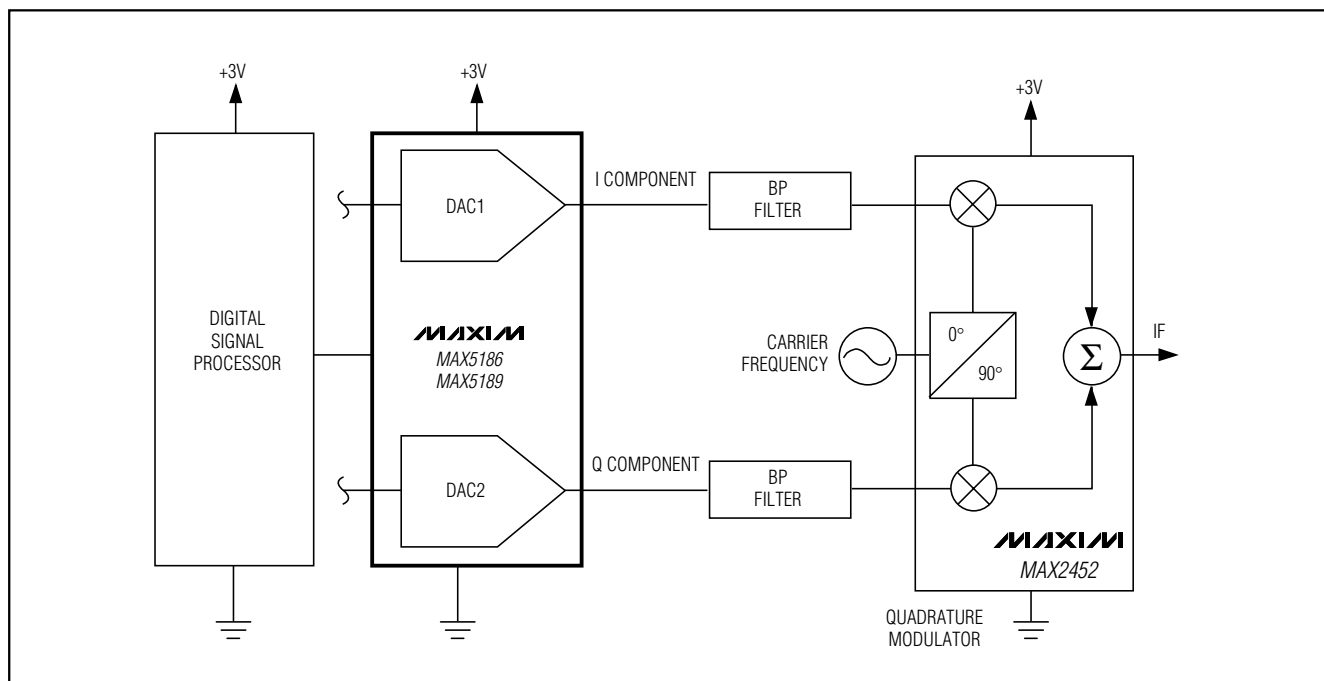 +3V
+3V
+3V
DIGITAL
SIGNAL
PROCESSOR
DAC1
MAXIM
MAX5186
MAX5189
DAC2
I COMPONENT
BP
FILTER
CARRIER
FREQUENCY
Q COMPONENT
BP
FILTER
0°
90°
Σ
IF
MAXIM
MAX2452
QUADRATURE
MODULATOR